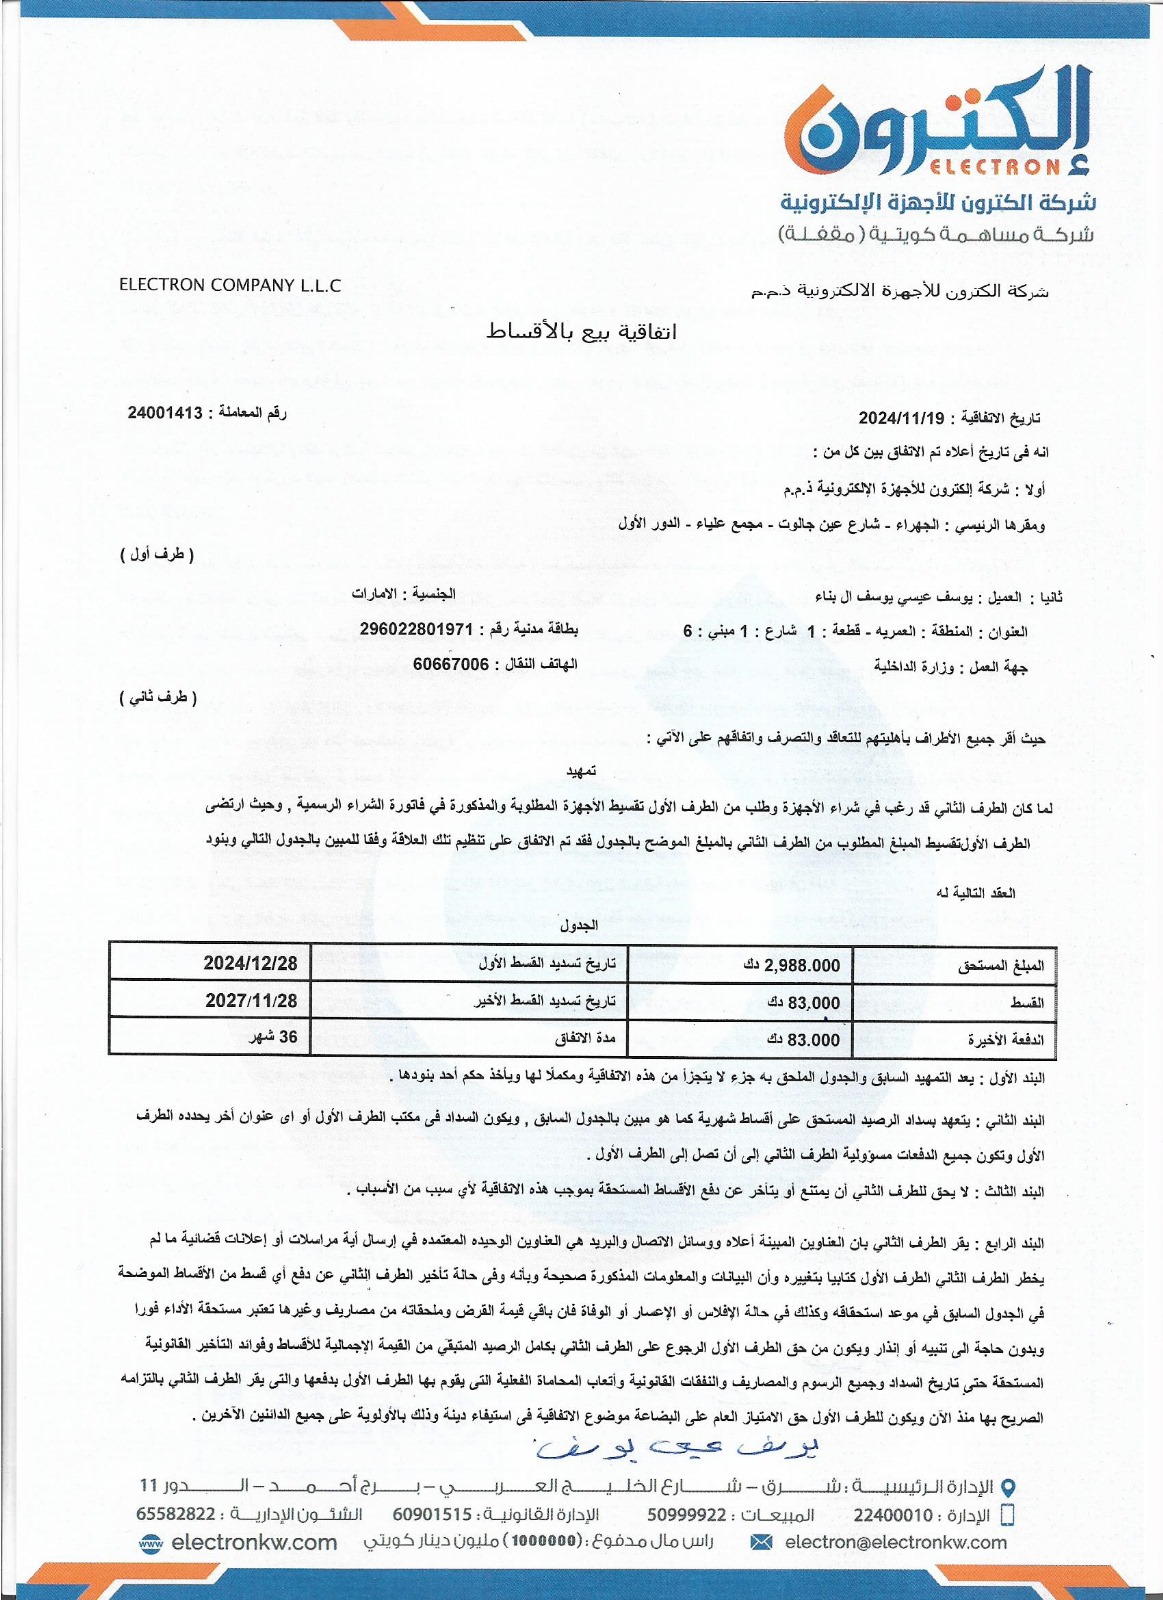 إلكترون
ELECTRON
شركة الكترون للأجهزة الإلكترونية
شركة مساهمة كويتية (مقفلة)
شركة الكترون للأجهزة الالكترونية ذ.م.م
ELECTRON COMPANY L.L.C
اتفاقية بيع بالأقساط
تاريخ الاتفاقية : 2024/11/19
رقم المعاملة : 24001413
انه فى تاريخ أعلاه تم الاتفاق بين كل من :
أولا : شركة إلكترون للأجهزة الإلكترونية ذ.م.م
ومقرها الرئيسي : الجهراء - شارع عين جالوت - مجمع علياء - الدور الأول
( طرف أول )
ثانيا : العميل : يوسف عيسي يوسف ال بناء الجنسية : الامارات
العنوان : المنطقة : العمريه - قطعة : 1 شارع : 1 مبني : 6 بطاقة مدنية رقم : 296022801971
جهة العمل : وزارة الداخلية الهاتف النقال : 60667006
( طرف ثاني )
حيث أقر جميع الأطراف بأهليتهم للتعاقد والتصرف واتفاقهم على الآتي :
تمهيد
لما كان الطرف الثاني قد رغب في شراء الأجهزة وطلب من الطرف الأول تقسيط الأجهزة المطلوبة والمذكورة في فاتورة الشراء الرسمية , وحيث ارتضى
الطرف الأولتقسيط المبلغ المطلوب من الطرف الثاني بالمبلغ الموضح بالجدول فقد تم الاتفاق على تنظيم تلك العلاقة وفقا للمبين بالجدول التالي وبنود
العقد التالية له
الجدول
المبلغ المستحق 2,988.000 دك تاريخ تسديد القسط الأول 2024/12/28
القسط 83.000 دك تاريخ تسديد القسط الأخير 2027/11/28
الدفعة الأخيرة 83.000 دك مدة الاتفاق 36 شهر
البند الأول : يعد التمهيد السابق والجدول الملحق به جزء لا يتجزأ من هذه الاتفاقية ومكملا لها ويأخذ حكم أحد بنودها .
البند الثاني : يتعهد بسداد الرصيد المستحق على أقساط شهرية كما هو مبين بالجدول السابق , ويكون السداد فى مكتب الطرف الأول أو اى عنوان أخر يحدده الطرف
الأول وتكون جميع الدفعات مسؤولية الطرف الثاني إلى أن تصل إلى الطرف الأول .
البند الثالث : لا يحق للطرف الثاني أن يمتنع أو يتأخر عن دفع الأقساط المستحقة بموجب هذه الاتفاقية لأي سبب من الأسباب .
البند الرابع : يقر الطرف الثاني بان العناوين المبينة أعلاه ووسائل الاتصال والبريد هي العناوين الوحيده المعتمده في إرسال أية مراسلات أو إعلانات قضائية ما لم
يخطر الطرف الثاني الطرف الأول كتابيا بتغييره وأن البيانات والمعلومات المذكورة صحيحة وبأنه وفى حالة تأخير الطرف الثاني عن دفع أي قسط من الأقساط الموضحة
في الجدول السابق في موعد استحقاقه وكذلك في حالة الإفلاس أو الإعسار أو الوفاة فان باقي قيمة القرض وملحقاته من مصاريف وغيرها تعتبر مستحقة الأداء فورا
وبدون حاجة الى تنبيه أو إنذار ويكون من حق الطرف الأول الرجوع على الطرف الثاني بكامل الرصيد المتبقي من القيمة الإجمالية للأقساط وفوائد التأخير القانونية
المستحقة حتى تاريخ السداد وجميع الرسوم والمصاريف والنفقات القانونية وأتعاب المحاماة الفعلية التى يقوم بها الطرف الأول بدفعها والتى يقر الطرف الثاني بالتزامه
الصريح بها منذ الآن ويكون للطرف الأول حق الامتياز العام على البضاعة موضوع الاتفاقية فى استيفاء دينة وذلك بالأولوية على جميع الدائنين الآخرين .
يوسف عيسى يوسف
الإدارة الرئيسية : شرق - شارع الخليج العربي - برج أحمد - الدور 11
الإدارة : 22400010 المبيعات : 50999922 الإدارة القانونية : 60901515 الشئون الإدارية : 65582822
electron@electronkw.com راس مال مدفوع : (1000000) مليون دينار كويتي electronkw.com